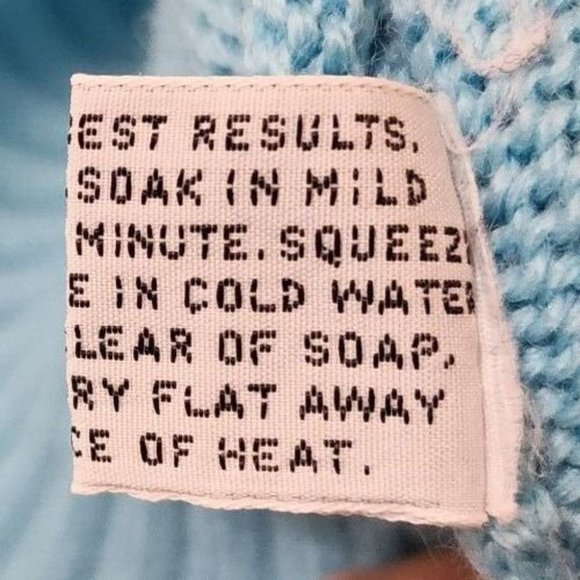 EST RESULTS,
SOAK IN MILD
MINUTE. SQUEEZ
E IN COLD WATE
LEAR OF SOAP,
RY FLAT AWAY
CE OF HEAT.